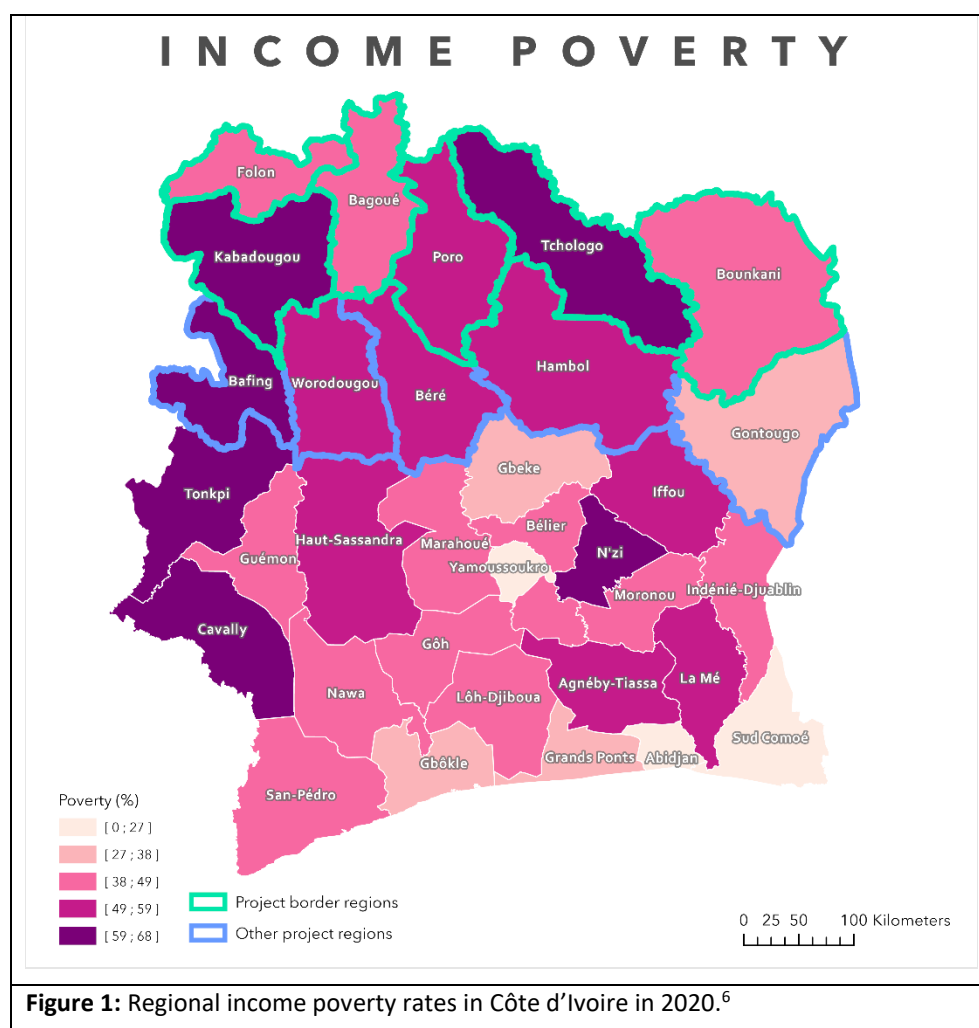 INCOME POVERTY
Folon
Bagoué
Kabadougou
Poro
Tchologo
Bounkani
Bafing
Worodougou
Béré
Hambol
Gontougo
Gbeke
Tonkpi
Iffou
Guémon
Haut-Sassandra
Marahoué
Bélier
Yamoussoukro
N'zi
Moronou
Indénié-Djuablin
Cavally
Gôh
Nawa
Lôh-Djiboua
Agnéby-Tiassa
La Mé
Sud Comoé
Gbôkle
Grands Ponts
Abidjan
San-Pédro
Poverty (%)
[ 0 ; 27 ]
[ 27 ; 38 ]
[ 38 ; 49 ]
[ 49 ; 59 ]
[ 59 ; 68 ]
Project border regions
Other project regions
0 25 50 100 Kilometers
Figure 1: Regional income poverty rates in Côte d’Ivoire in 2020.6